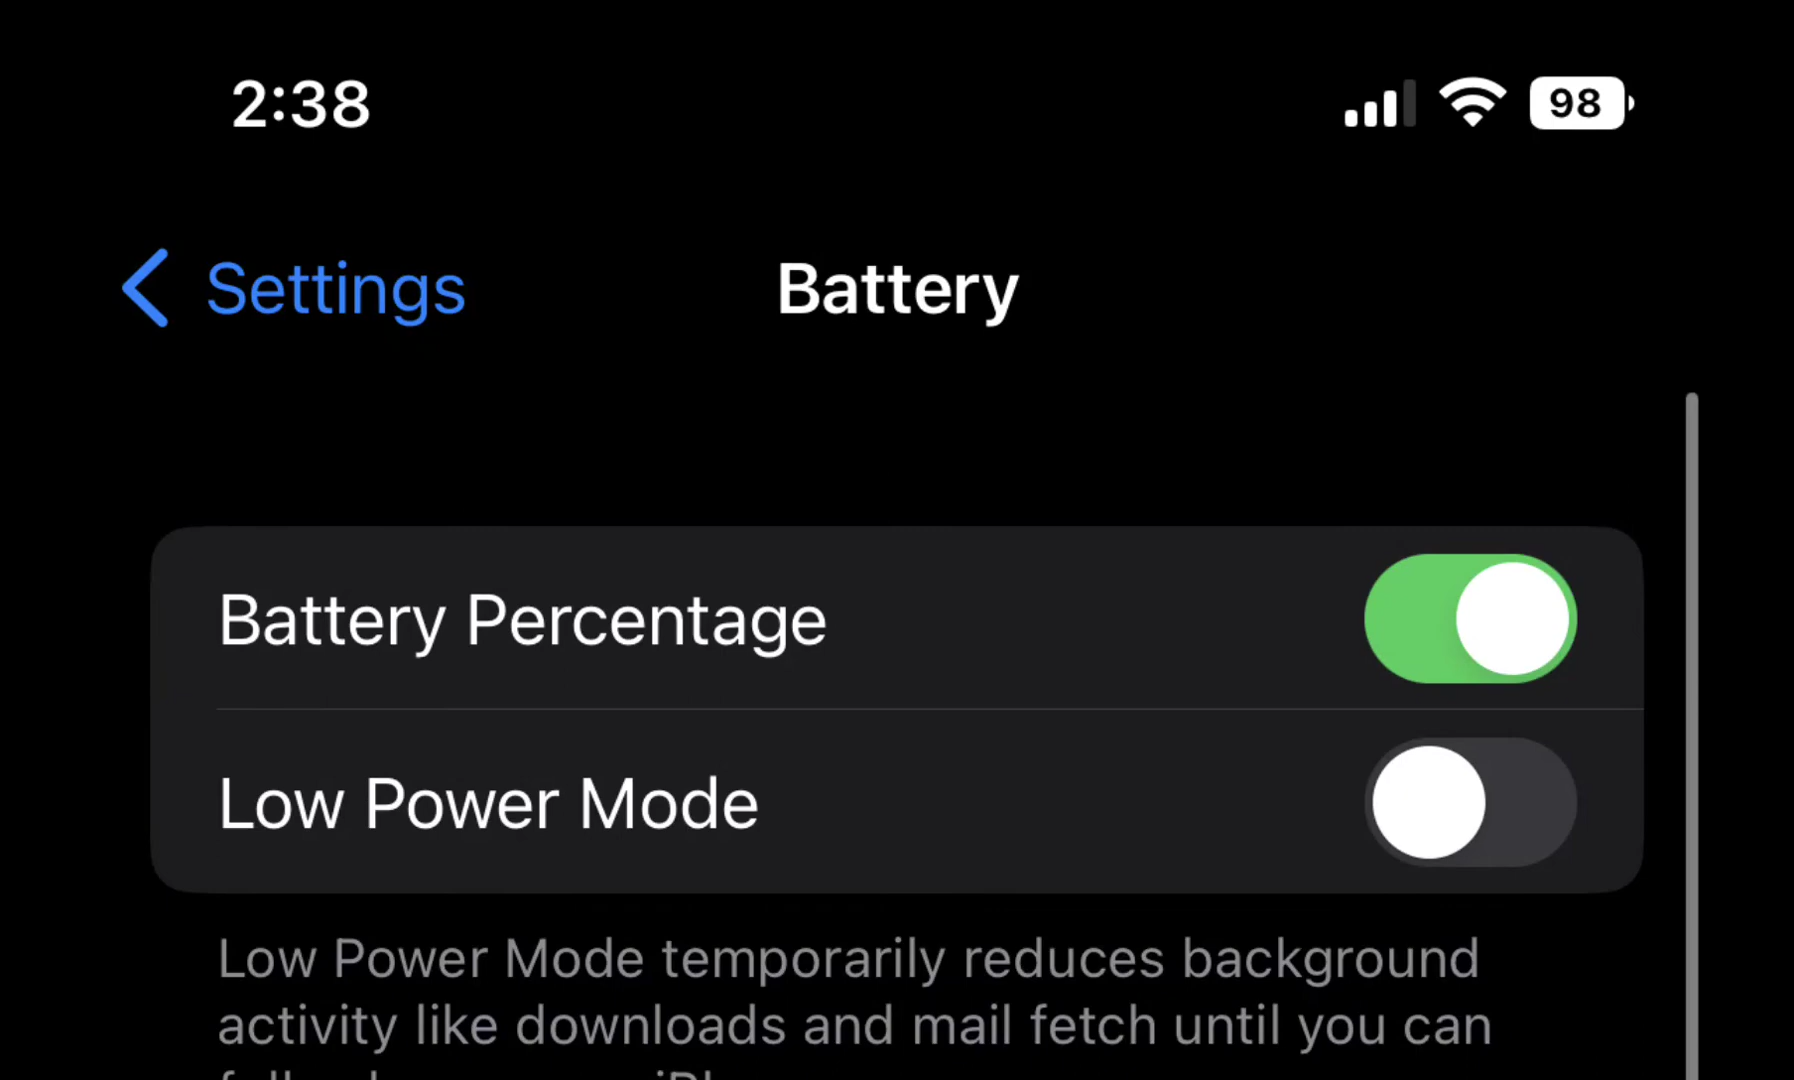 2:38
98
Settings
Battery
Battery Percentage
Low Power Mode
Low Power Mode temporarily reduces background
activity like downloads and mail fetch until you can